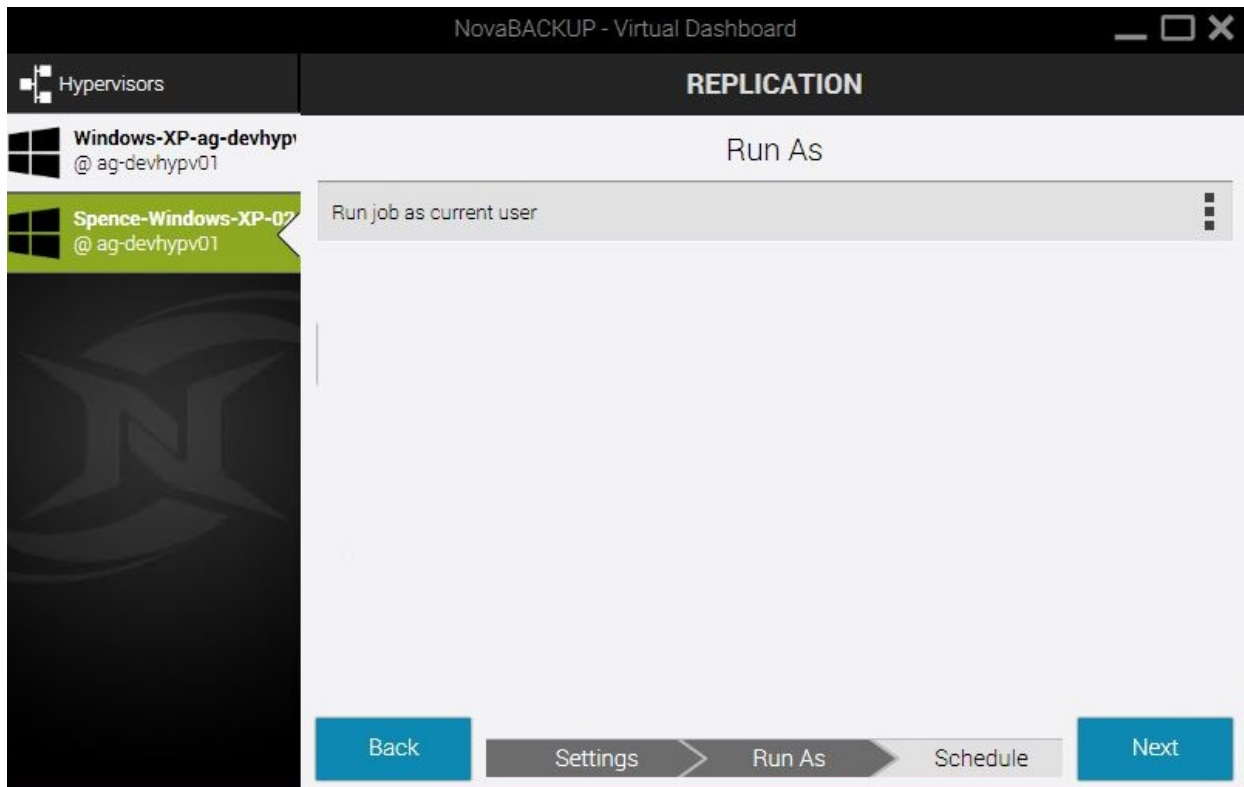 NovaBACKUP - Virtual Dashboard
Hypervisors
REPLICATION
Windows-XP-ag-devhyp
@ ag-devhypv01
Spence-Windows-XP-02
@ ag-devhypv01
Run As
Run job as current user
Back
Settings
Run As
Schedule
Next